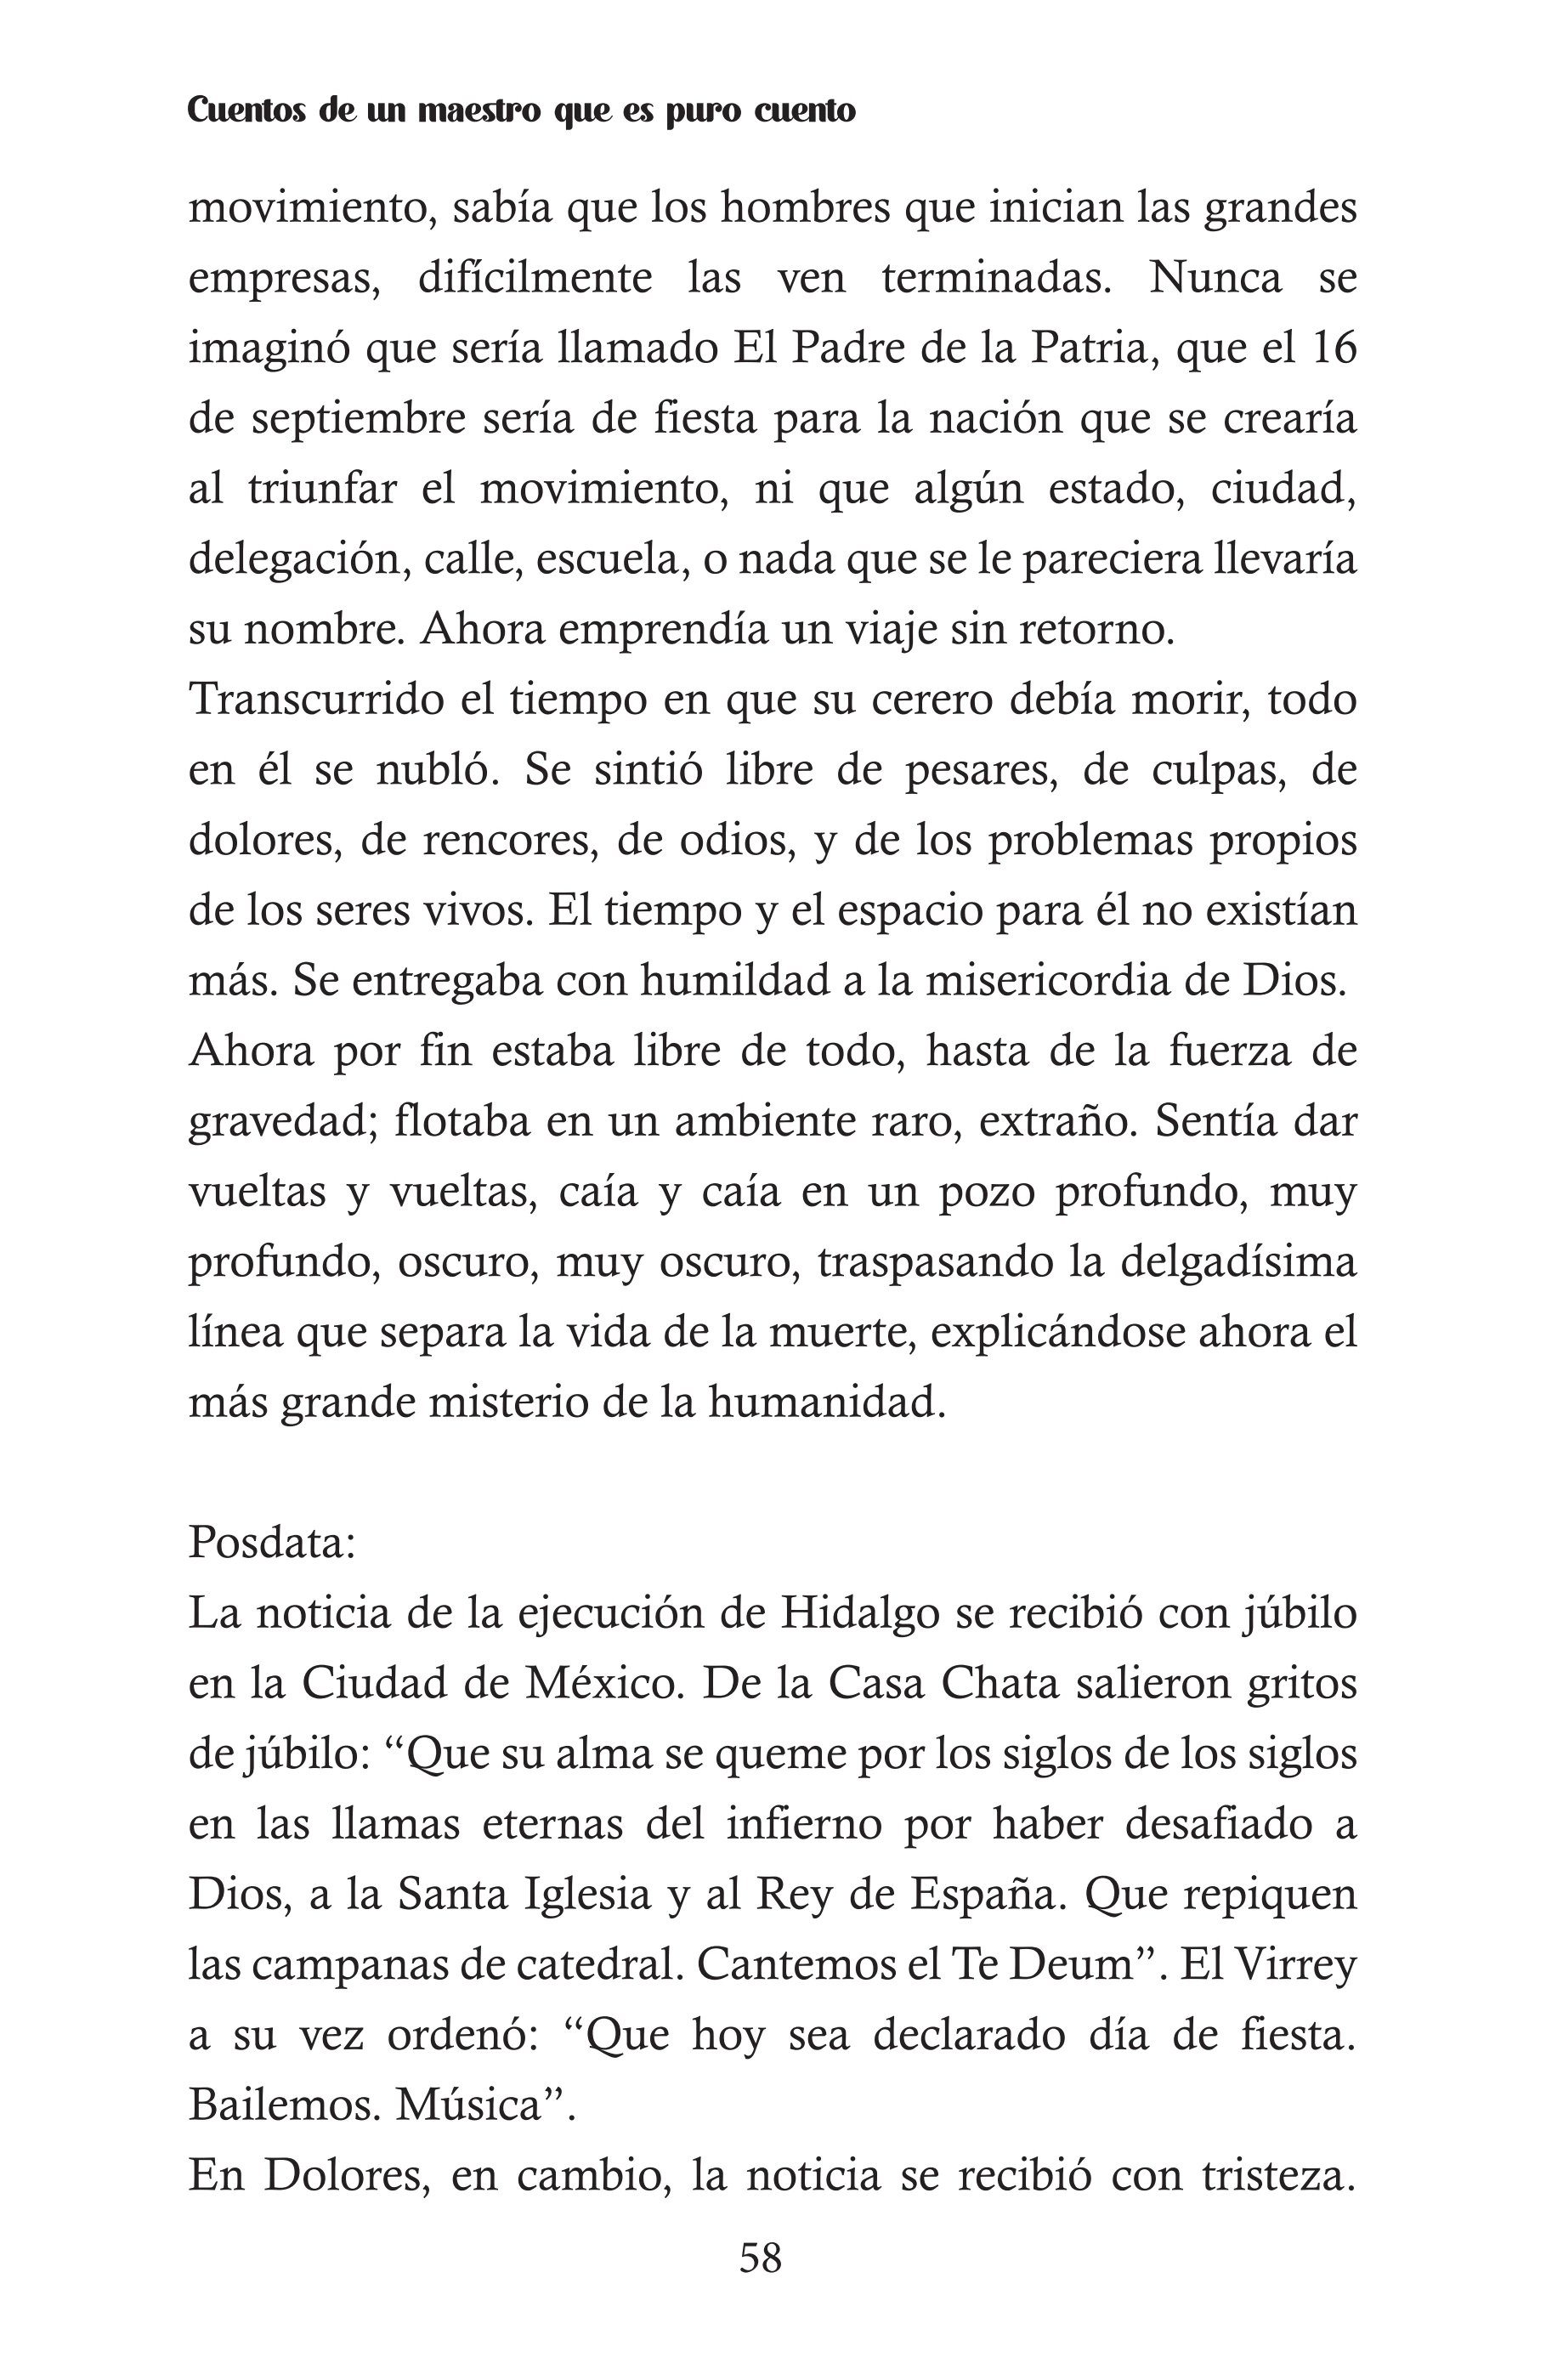 Cuentos de un maestro que es puro cuento
movimiento, sabía que los hombres que inician las grandes
empresas, difícilmente las ven terminadas. Nunca se
imaginó que sería llamado El Padre de la Patria, que el 16
de septiembre sería de fiesta para la nación que se crearía
al triunfar el movimiento, ni que algún estado, ciudad,
delegación, calle, escuela, o nada que se le pareciera llevaría
su nombre. Ahora emprendía un viaje sin retorno.
Transcurrido el tiempo en que su cerero debía morir, todo
en él se nubló. Se sintió libre de pesares, de culpas, de
dolores, de rencores, de odios, y de los problemas propios
de los seres vivos. El tiempo y el espacio para él no existían
más. Se entregaba con humildad a la misericordia de Dios.
Ahora por fin estaba libre de todo, hasta de la fuerza de
gravedad; flotaba en un ambiente raro, extraño. Sentía dar
vueltas y vueltas, caía y caía en un pozo profundo, muy
profundo, oscuro, muy oscuro, traspasando la delgadísima
línea que separa la vida de la muerte, explicándose ahora el
más grande misterio de la humanidad.
Posdata:
La noticia de la ejecución de Hidalgo se recibió con júbilo
en la Ciudad de México. De la Casa Chata salieron gritos
de júbilo: “Que su alma se queme por los siglos de los siglos
en las llamas eternas del infierno por haber desafiado a
Dios, a la Santa Iglesia y al Rey de España. Que repiquen
las campanas de catedral. Cantemos el Te Deum”. El Virrey
a su vez ordenó: “Que hoy sea declarado día de fiesta.
Bailemos. Música”.
En Dolores, en cambio, la noticia se recibió con tristeza.
58